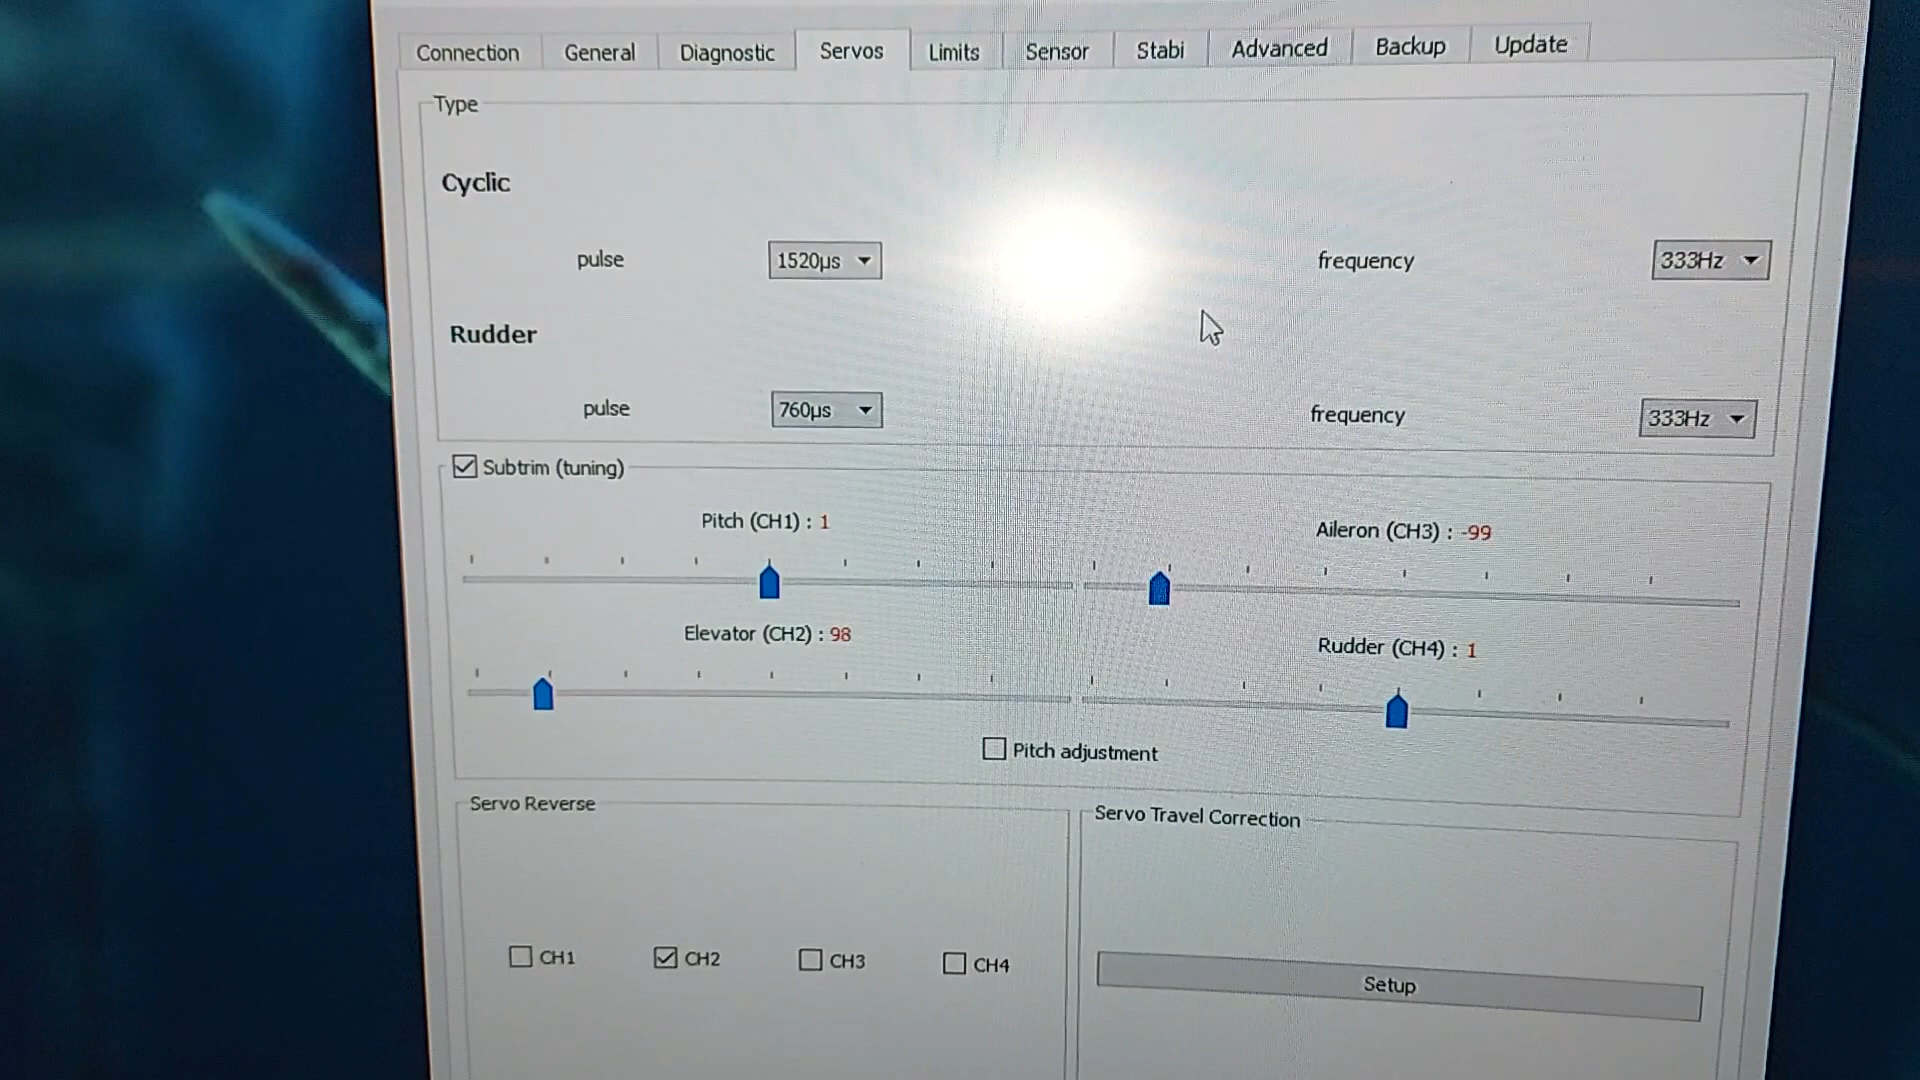 Connection General Diagnostic Servos Limits Sensor Stabi Advanced Backup Update
Type
Cyclic
pulse 1520µs frequency 333Hz
Rudder
pulse 760µs frequency 333Hz
Subtrim (tuning)
Pitch (CH1) : 1 Aileron (CH3) : -99
Elevator (CH2) : 98 Rudder (CH4) : 1
Pitch adjustment
Servo Reverse Servo Travel Correction
CH1 CH2 CH3 CH4
Setup